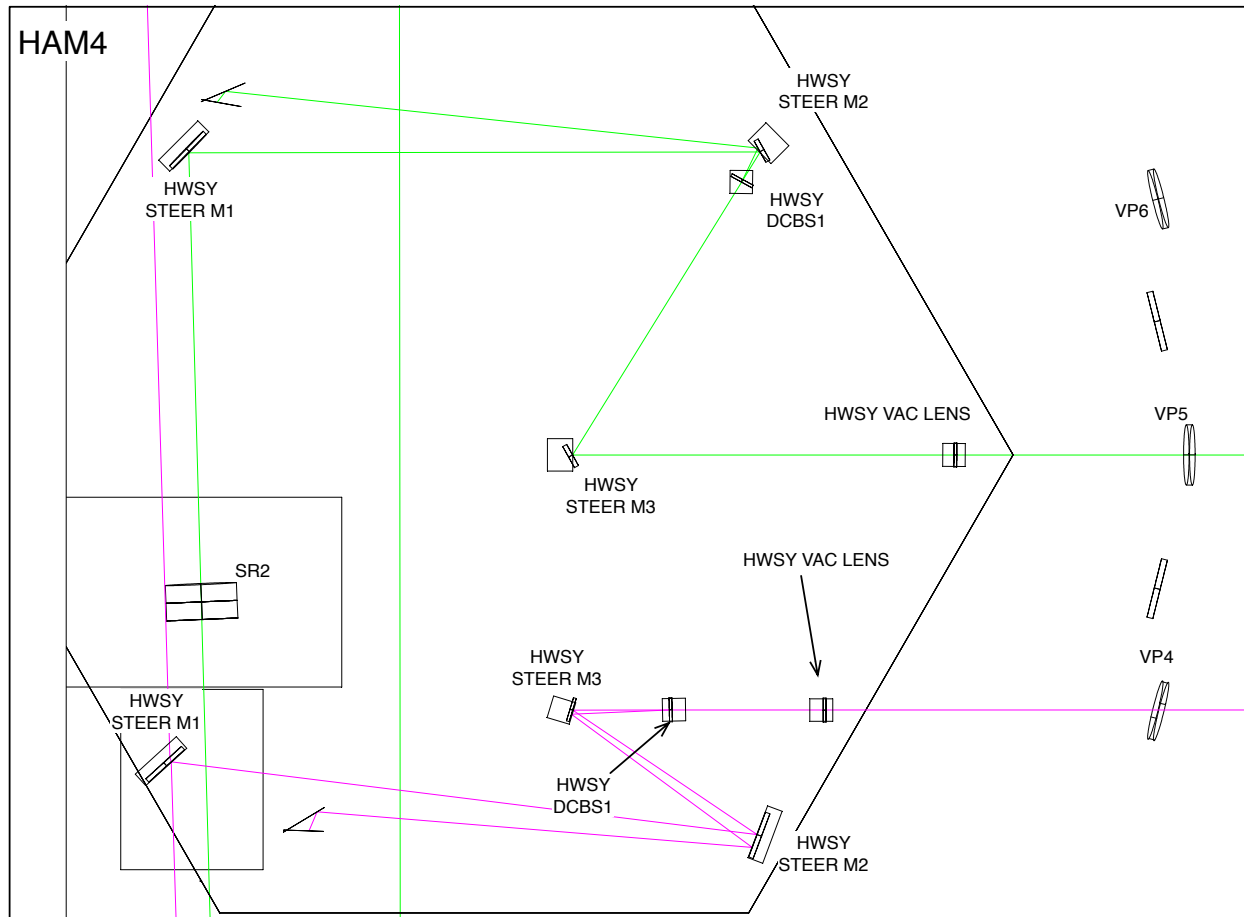 HAM4
HWSY
STEER M2
HWSY
STEER M1
HWSY
DCBS1
VP6
HWSY VAC LENS
VP5
HWSY
STEER M3
HWSY VAC LENS
SR2
HWSY
STEER M3
VP4
HWSY
STEER M1
HWSY
DCBS1
HWSY
STEER M2